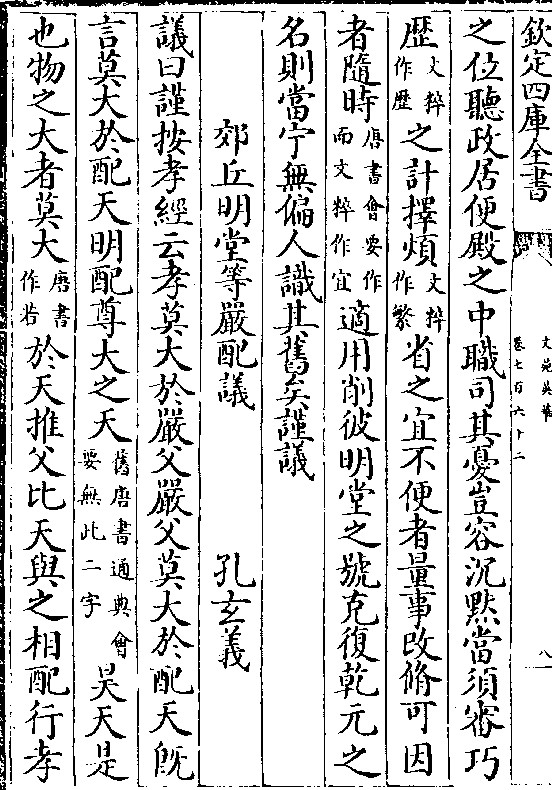 欽定四庫全書
文苑英華
卷七百六十二
八
之位聽政居便殿之中職司其憂豈容沉默當須審巧
歴文粹作歷之計擇煩文粹作繁省之宜不便者量事改脩可因
者隨時唐書會要作而文粹作宜適用削彼明堂之號克復乾元之
名則當宁無偏人識其舊矣謹議
郊丘明堂等嚴配議 孔玄義
議曰謹按孝經云孝莫大於嚴父嚴父莫大於配天旣
言莫大於配天明配尊大之天舊唐書通典會要無此二字昊天是
也物之大者莫大唐書作若於天推父比天與之相配行孝